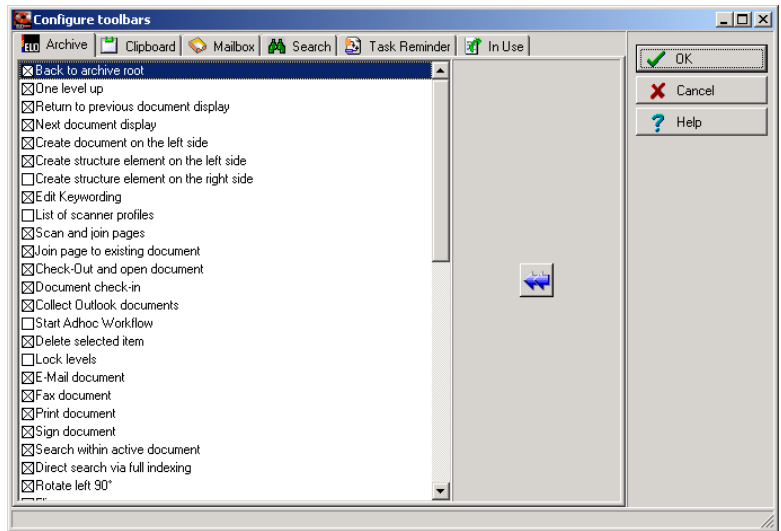 Configure toolbars
ELO Archive Clipboard Mailbox Search Task Reminder In Use
Back to archive root
One level up
Return to previous document display
Next document display
Create document on the left side
Create structure element on the left side
Create structure element on the right side
Edit Keywording
List of scanner profiles
Scan and join pages
Join page to existing document
Check-Out and open document
Document check-in
Collect Outlook documents
Start Adhoc Workflow
Delete selected item
Lock levels
E-Mail document
Fax document
Print document
Sign document
Search within active document
Direct search via full indexing
Rotate left 90°
OK
Cancel
Help